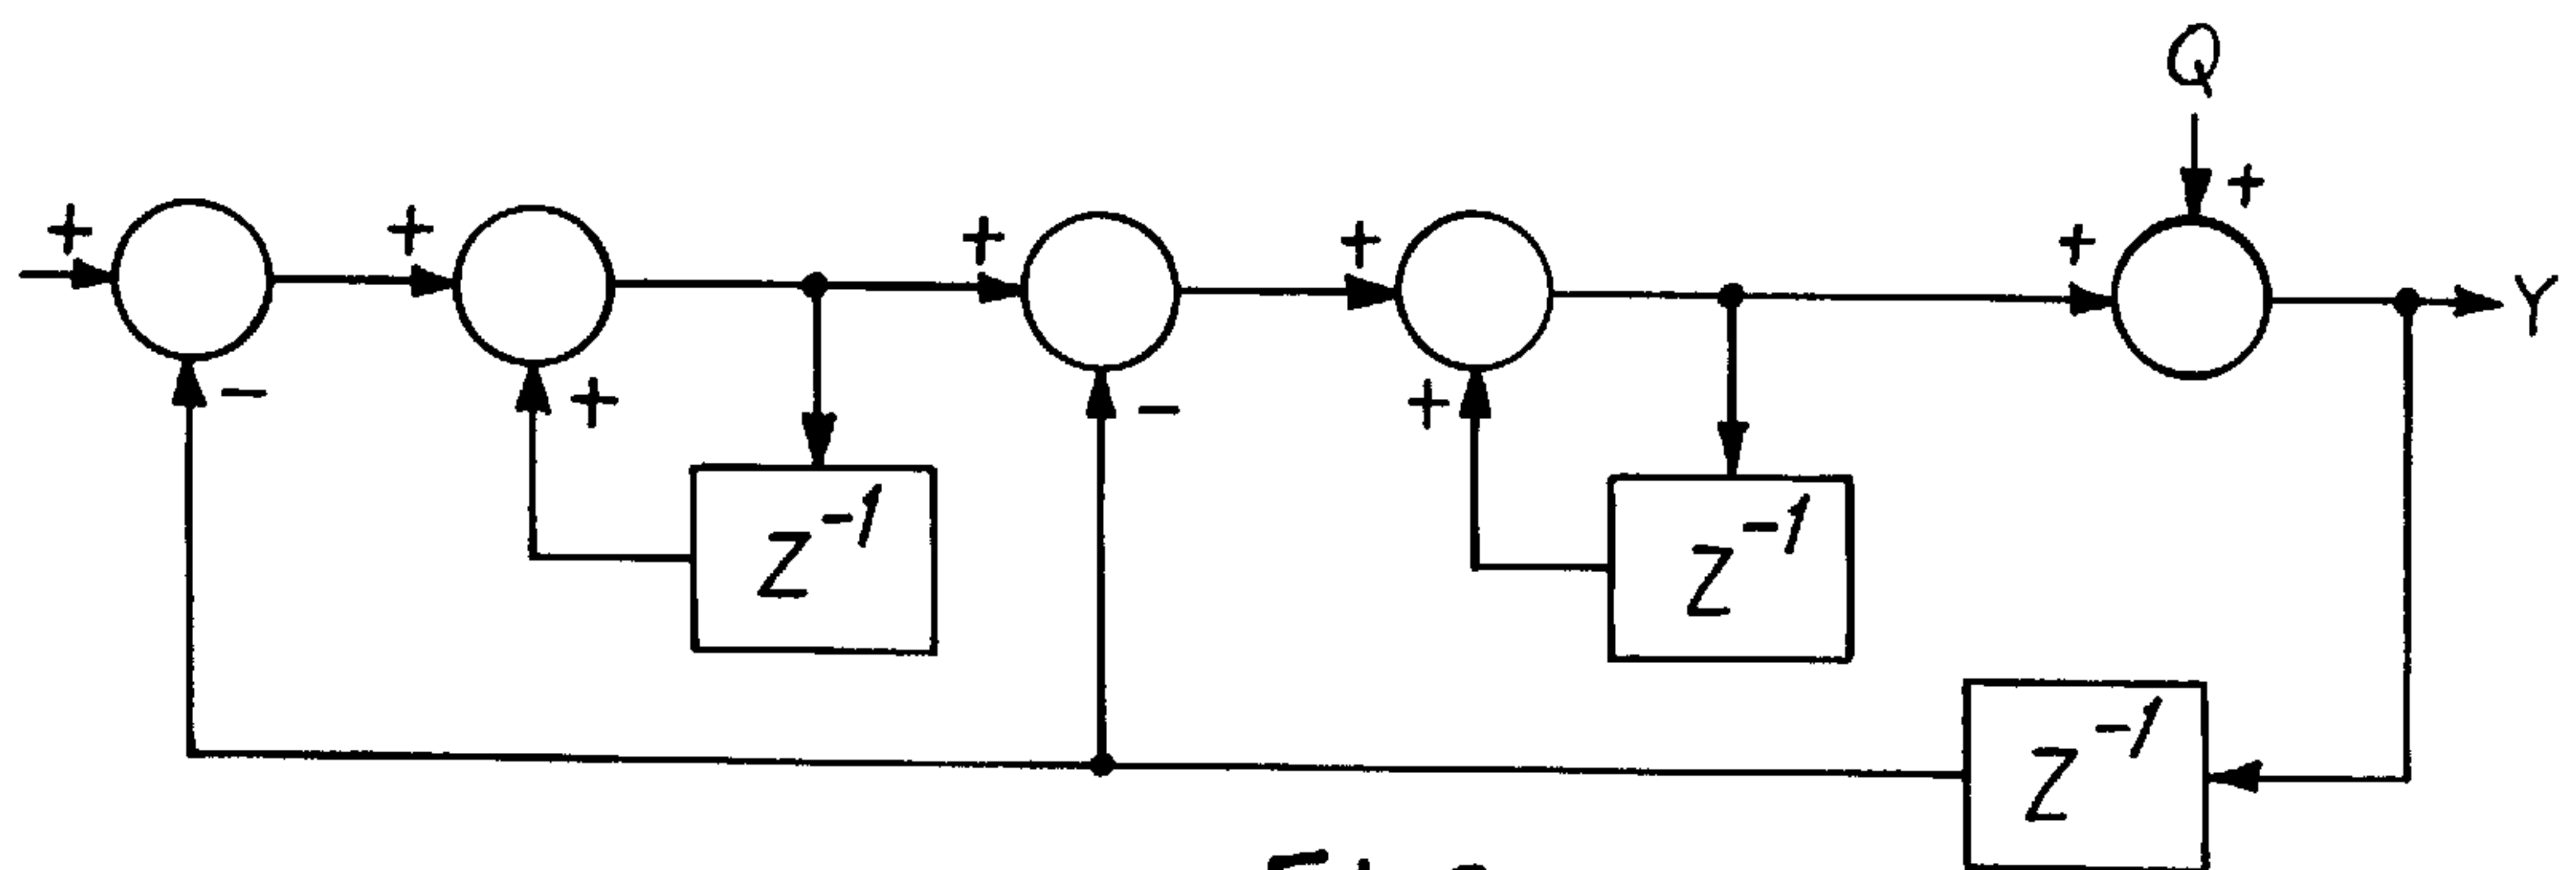 Q
+
+ + + + + Y
- + - +
Z⁻¹
Z⁻¹
Z⁻¹